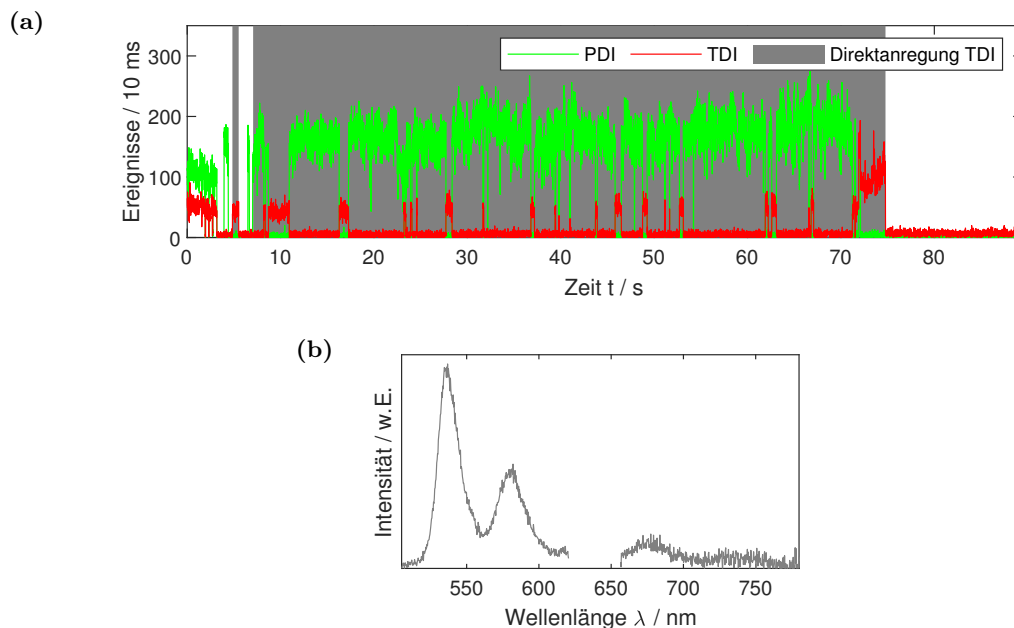 (a)
PDI TDI Direktanregung TDI
300
200
100
0
Ereignisse / 10 ms
0 10 20 30 40 50 60 70 80
Zeit t / s
(b)
Intensität / w.E.
550 600 650 700 750
Wellenlänge λ / nm